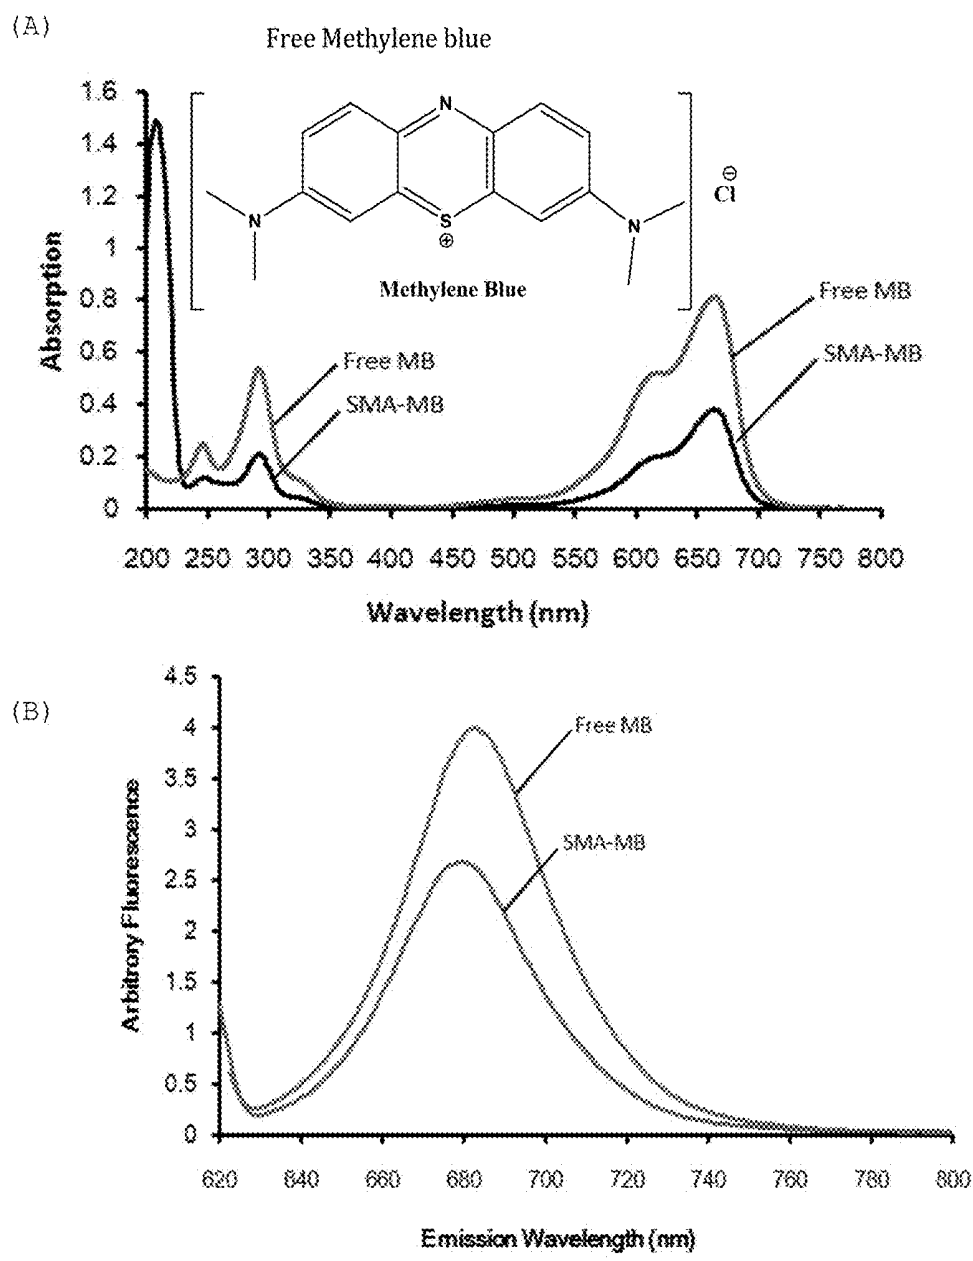 (A)
Free Methylene blue
1.6
1.4
1.2
1
0.8
0.6
0.4
0.2
0
Absorption
N
S
⊕
N
N
Cl
⊖
Methylene Blue
Free MB
SMA-MB
Free MB
SMA-MB
200 250 300 350 400 450 500 550 600 650 700 750 800
Wavelength (nm)
(B)
4.5
4
3.5
3
2.5
2
1.5
1
0.5
0
Arbitrory Fluorescence
Free MB
SMA-MB
620 640 660 680 700 720 740 760 780 800
Emission Wavelength (nm)